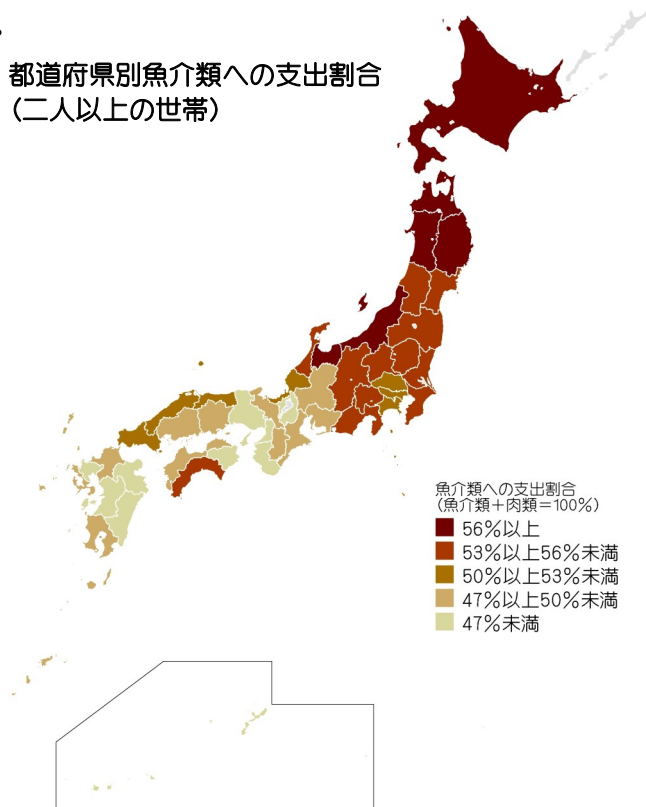 都道府県別魚介類への支出割合
(二人以上の世帯)
魚介類への支出割合
(魚介類＋肉類＝100%)
56%以上
53%以上56%未満
50%以上53%未満
47%以上50%未満
47%未満